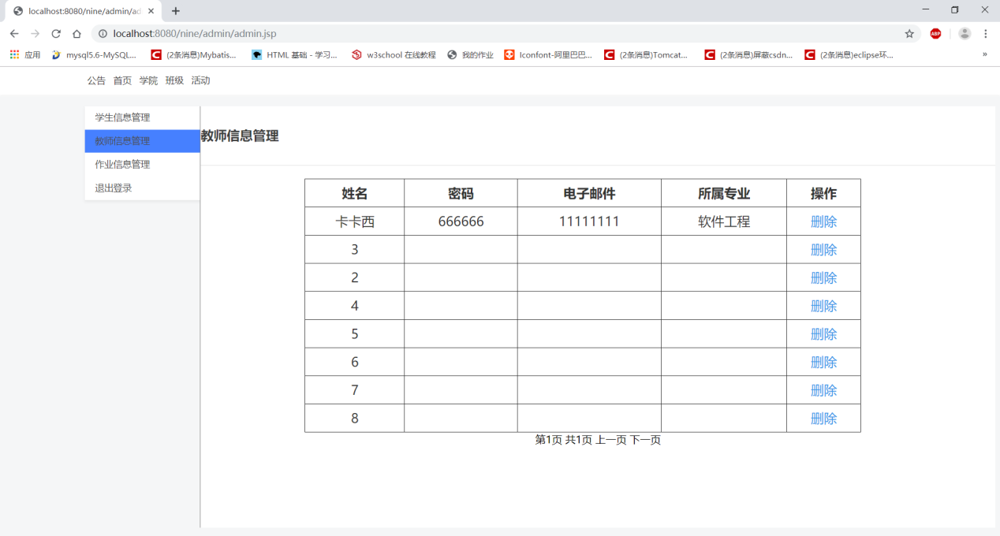 localhost:8080/nine/admin/ad
localhost:8080/nine/admin/admin.jsp
ABP
应用 mysql5.6-MySQL... (2条消息)Mybatis... HTML 基础 - 学习... w3school 在线教程 我的作业 Iconfont-阿里巴巴... (2条消息)Tomcat... (2条消息)屏蔽csdn... (2条消息)eclipse环... »
公告 首页 学院 班级 活动
学生信息管理
教师信息管理
作业信息管理
退出登录
教师信息管理
姓名 密码 电子邮件 所属专业 操作
卡卡西 666666 11111111 软件工程 删除
3 删除
2 删除
4 删除
5 删除
6 删除
7 删除
8 删除
第1页 共1页 上一页 下一页